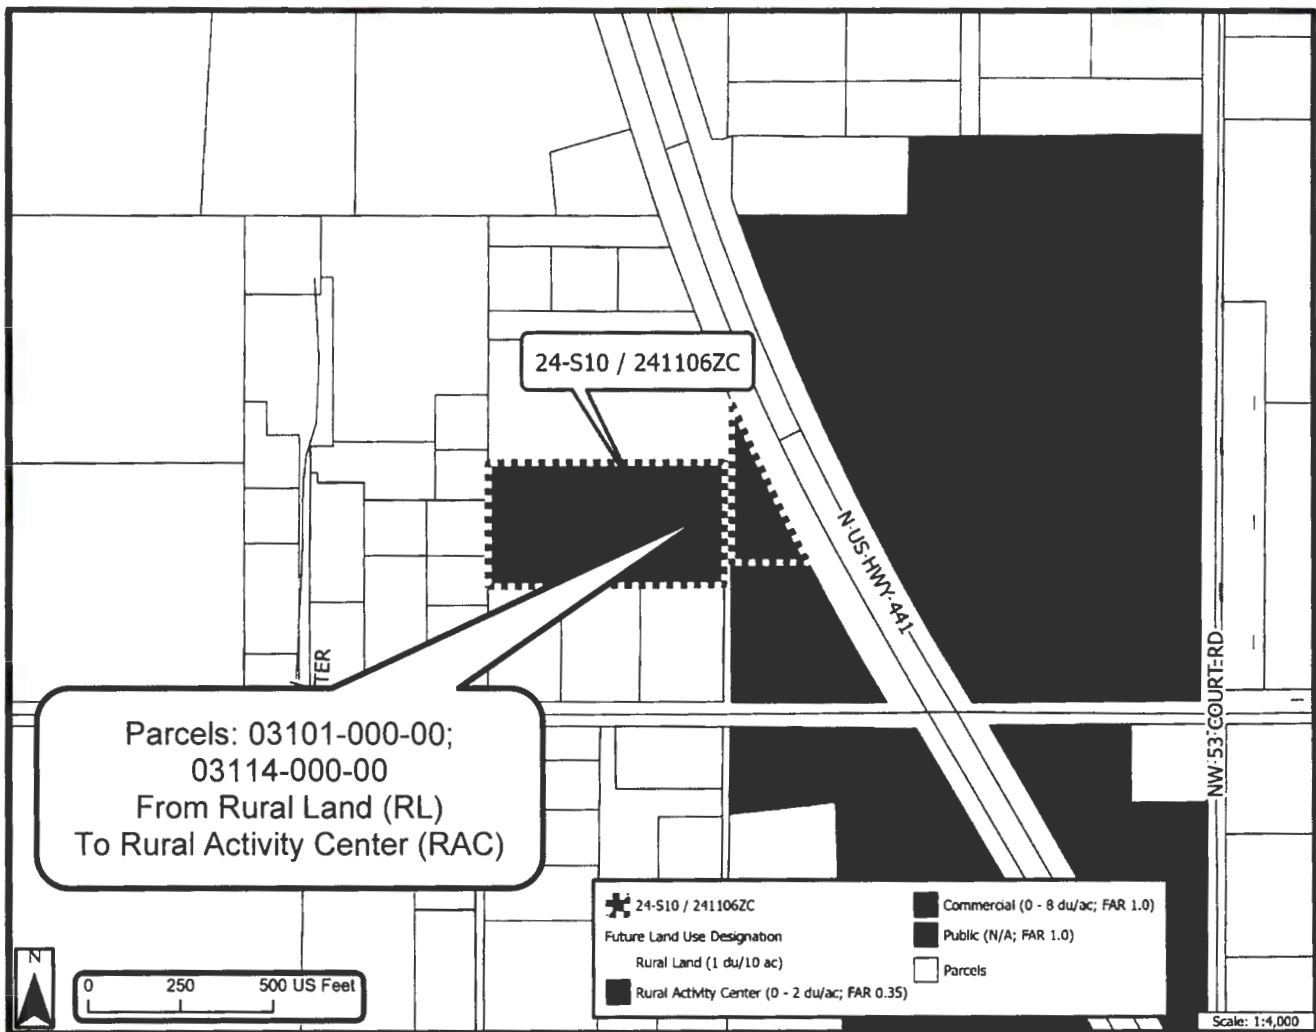 24-S10 / 241106ZC
N US HWY 441
NW 53 COURT RD
TER
Parcels: 03101-000-00;
03114-000-00
From Rural Land (RL)
To Rural Activity Center (RAC)
24-S10 / 241106ZC
Future Land Use Designation
Rural Land (1 du/10 ac)
Rural Activity Center (0 - 2 du/ac; FAR 0.35)
Commercial (0 - 8 du/ac; FAR 1.0)
Public (N/A; FAR 1.0)
Parcels
N
0 250 500 US Feet
Scale: 1:4,000